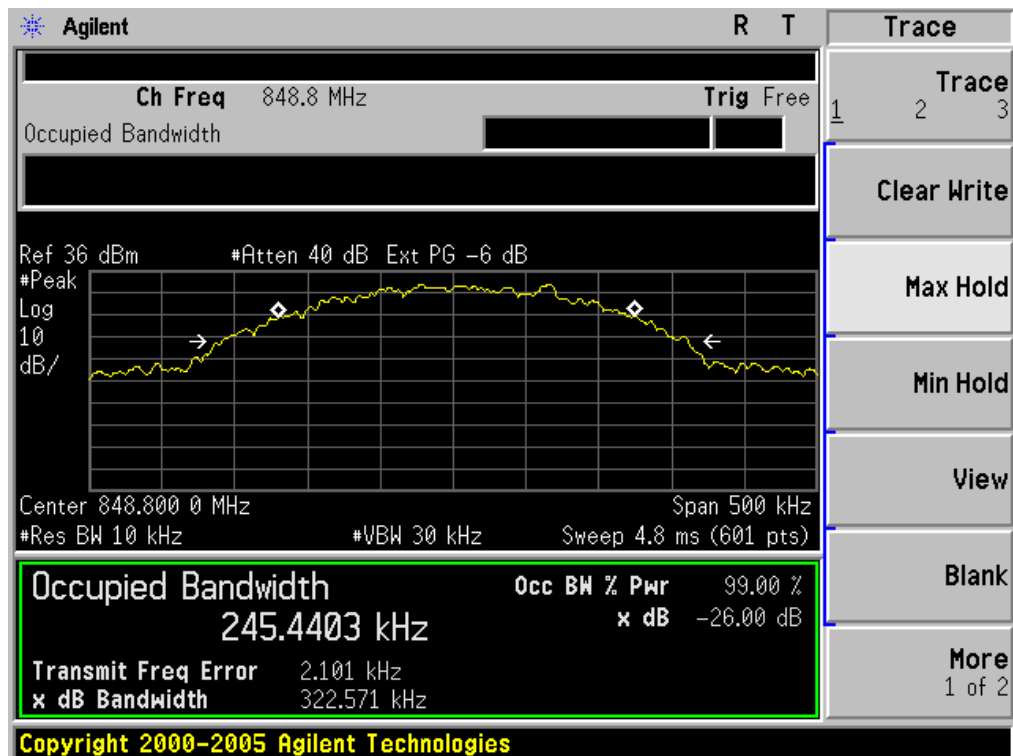 Agilent R T Trace
Trace
1 2 3
Ch Freq 848.8 MHz Trig Free
Occupied Bandwidth
Clear Write
Ref 36 dBm #Atten 40 dB Ext PG -6 dB
#Peak
Log
10
dB/
Max Hold
Min Hold
View
Center 848.800 0 MHz Span 500 kHz
#Res BW 10 kHz #VBW 30 kHz Sweep 4.8 ms (601 pts)
Blank
Occupied Bandwidth Occ BW % Pwr 99.00 %
245.4403 kHz x dB -26.00 dB
Transmit Freq Error 2.101 kHz
x dB Bandwidth 322.571 kHz
More
1 of 2
Copyright 2000-2005 Agilent Technologies